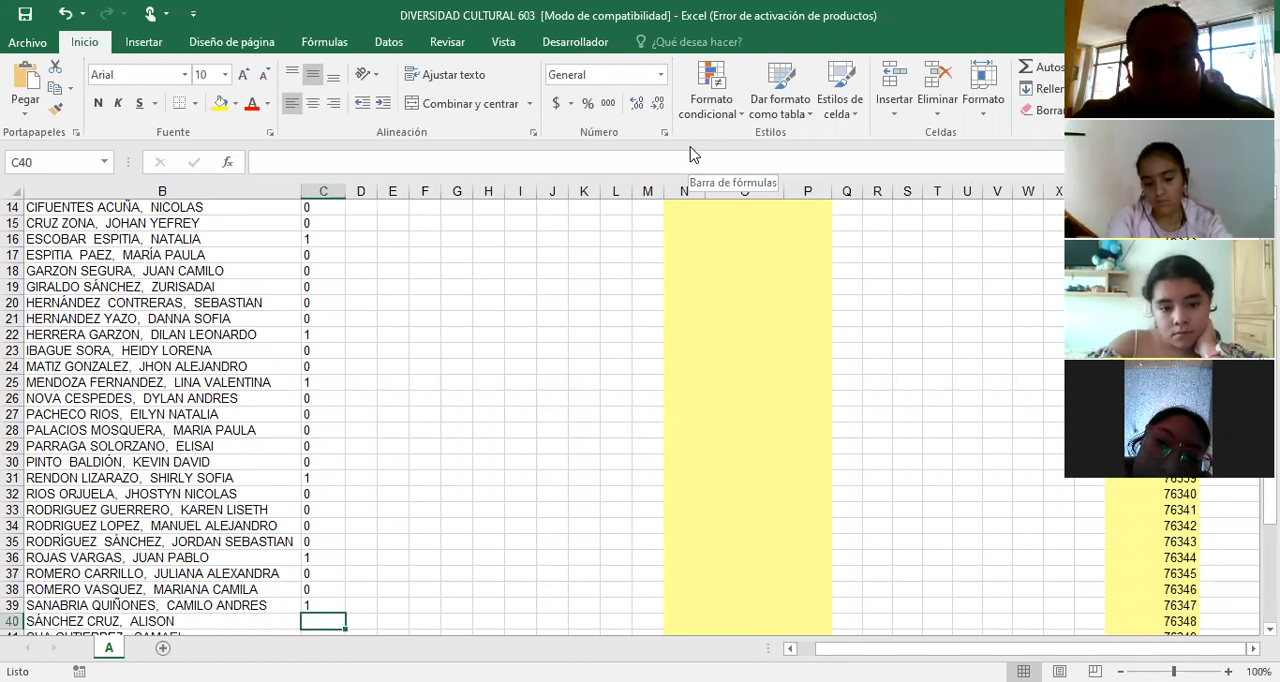 DIVERSIDAD CULTURAL 603 [Modo de compatibilidad] - Excel (Error de activación de productos)
Archivo Inicio Insertar Diseño de página Fórmulas Datos Revisar Vista Desarrollador ¿Qué desea hacer?
Pegar
Arial 10
Ajustar texto
General
N K S
Combinar y centrar
$ % 000
Formato condicional
Dar formato como tabla
Estilos de celda
Insertar Eliminar Formato
Autos
Rellen
Borrar
Portapapeles Fuente Alineación Número Estilos Celdas
C40 fx
Barra de fórmulas
B C D E F G H I J K L M N O P Q R S T U V W X
14 CIFUENTES ACUÑA, NICOLAS 0
15 CRUZ ZONA, JOHAN YEFREY 0
16 ESCOBAR ESPITIA, NATALIA 1
17 ESPITIA PAEZ, MARÍA PAULA 0
18 GARZON SEGURA, JUAN CAMILO 0
19 GIRALDO SÁNCHEZ, ZURISADAI 0
20 HERNÁNDEZ CONTRERAS, SEBASTIAN 0
21 HERNANDEZ YAZO, DANNA SOFIA 0
22 HERRERA GARZON, DILAN LEONARDO 1
23 IBAGUE SORA, HEIDY LORENA 0
24 MATIZ GONZALEZ, JHON ALEJANDRO 0
25 MENDOZA FERNANDEZ, LINA VALENTINA 1
26 NOVA CESPEDES, DYLAN ANDRES 0
27 PACHECO RIOS, EILYN NATALIA 0
28 PALACIOS MOSQUERA, MARIA PAULA 0
29 PARRAGA SOLORZANO, ELISAI 0
30 PINTO BALDIÓN, KEVIN DAVID 0
31 RENDON LIZARAZO, SHIRLY SOFIA 1 76339
32 RIOS ORJUELA, JHOSTYN NICOLAS 0 76340
33 RODRIGUEZ GUERRERO, KAREN LISETH 0 76341
34 RODRIGUEZ LOPEZ, MANUEL ALEJANDRO 0 76342
35 RODRÍGUEZ SÁNCHEZ, JORDAN SEBASTIAN 0 76343
36 ROJAS VARGAS, JUAN PABLO 1 76344
37 ROMERO CARRILLO, JULIANA ALEXANDRA 0 76345
38 ROMERO VASQUEZ, MARIANA CAMILA 0 76346
39 SANABRIA QUIÑONES, CAMILO ANDRES 1 76347
40 SÁNCHEZ CRUZ, ALISON 76348
A
Listo 100%